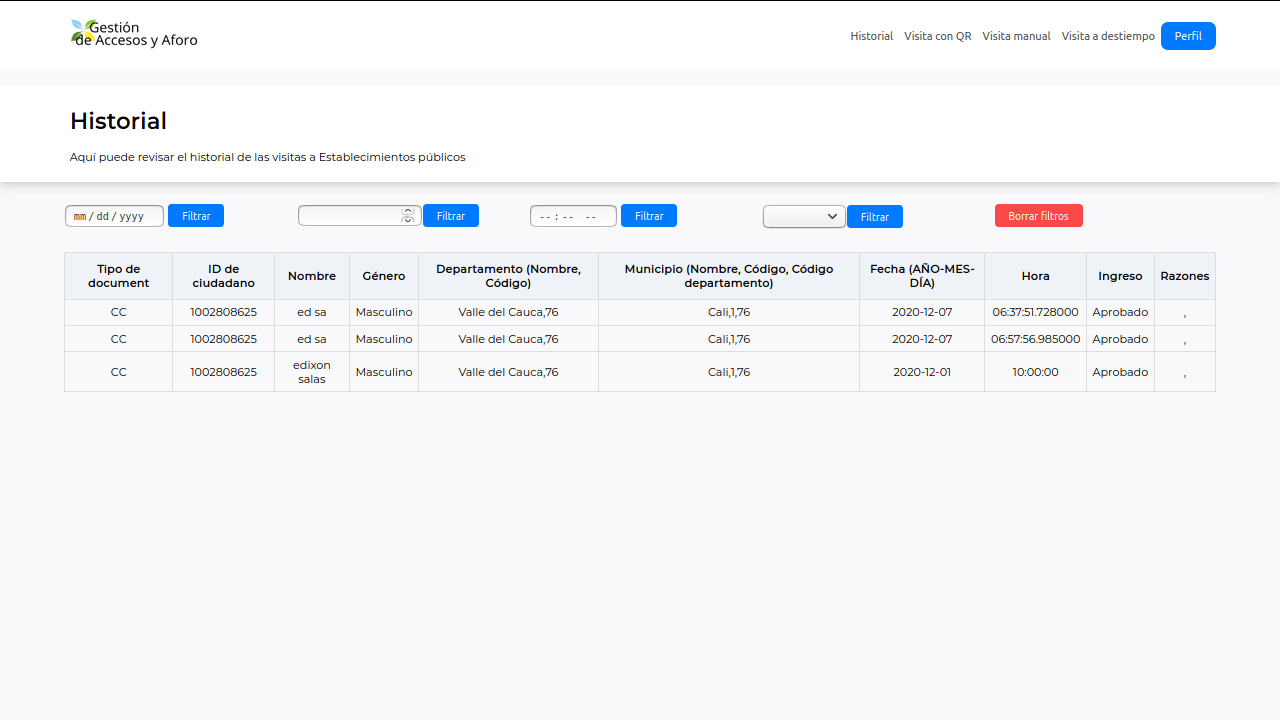 Gestión
de Accesos y Aforo
Historial Visita con QR Visita manual Visita a destiempo Perfil
Historial
Aquí puede revisar el historial de las visitas a Establecimientos públicos
mm/dd/yyyy Filtrar Filtrar --:-- -- Filtrar Filtrar Borrar filtros
Tipo de document ID de ciudadano Nombre Género Departamento (Nombre, Código) Municipio (Nombre, Código, Código departamento) Fecha (AÑO-MES-DÍA) Hora Ingreso Razones
CC 1002808625 ed sa Masculino Valle del Cauca,76 Cali,1,76 2020-12-07 06:37:51.728000 Aprobado ,
CC 1002808625 ed sa Masculino Valle del Cauca,76 Cali,1,76 2020-12-07 06:57:56.985000 Aprobado ,
CC 1002808625 edixon salas Masculino Valle del Cauca,76 Cali,1,76 2020-12-01 10:00:00 Aprobado ,